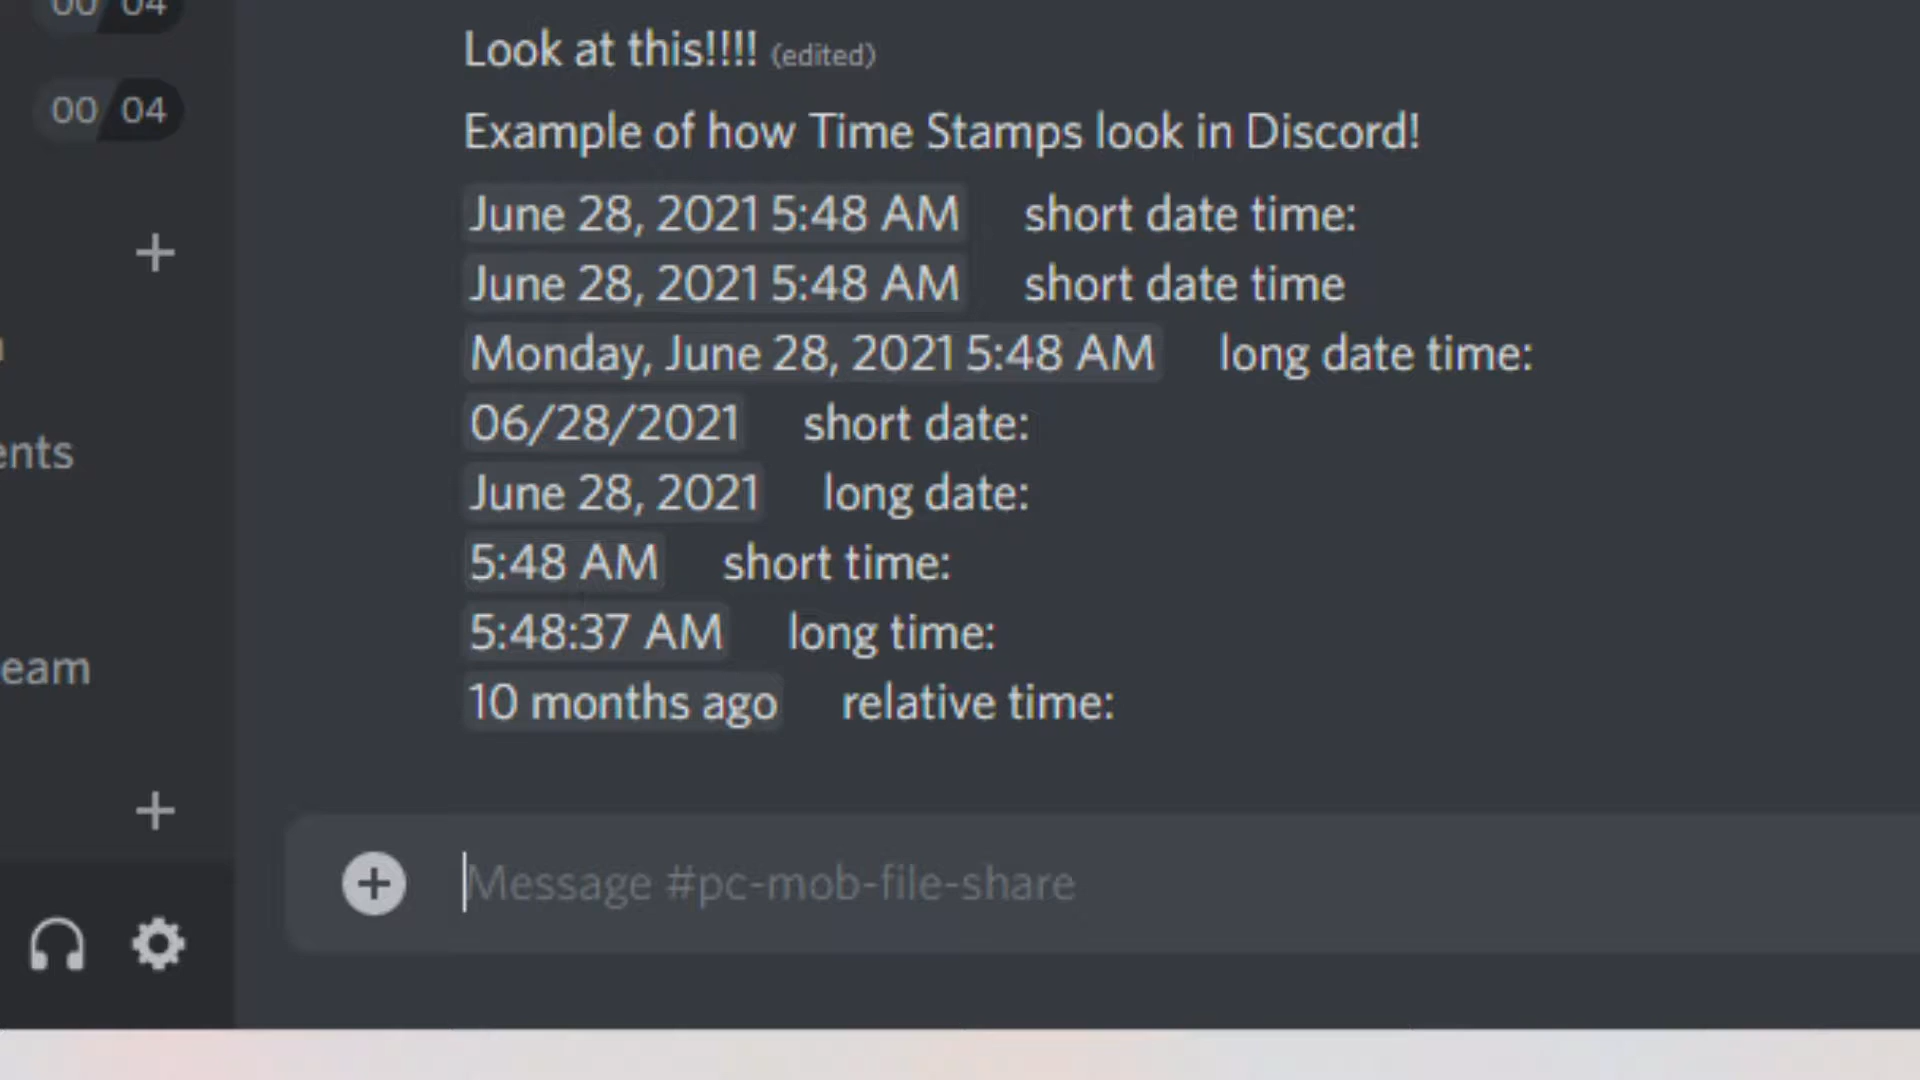 00 04
Look at this!!!! (edited)
00 04
Example of how Time Stamps look in Discord!
June 28, 2021 5:48 AM short date time:
June 28, 2021 5:48 AM short date time
Monday, June 28, 2021 5:48 AM long date time:
06/28/2021 short date:
ents
June 28, 2021 long date:
5:48 AM short time:
5:48:37 AM long time:
eam
10 months ago relative time:
Message #pc-mob-file-share